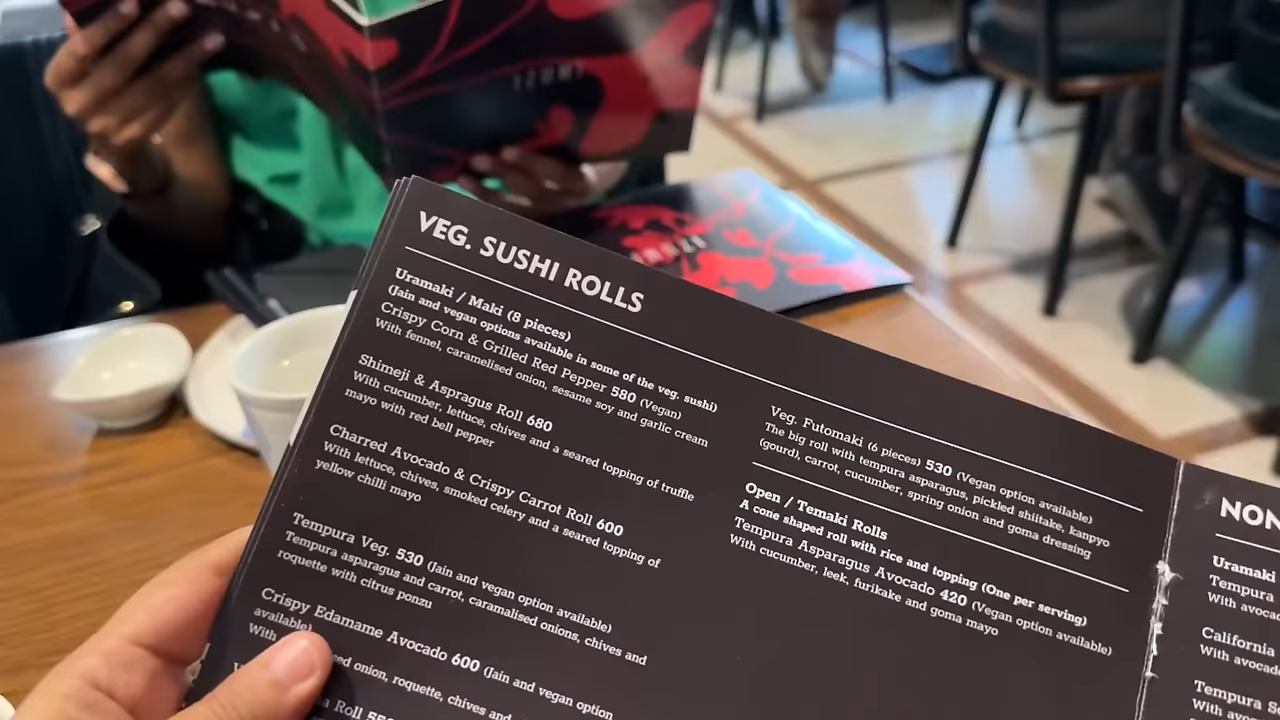 IZUMI
VEG. SUSHI ROLLS
Uramaki / Maki (8 pieces)
(Jain and vegan options available in some of the veg. sushi)
Crispy Corn & Grilled Red Pepper 580 (Vegan)
With fennel, caramelised onion, sesame soy and garlic cream
Shimeji & Aspragus Roll 680
With cucumber, lettuce, chives and a seared topping of truffle
mayo with red bell pepper
Charred Avocado & Crispy Carrot Roll 600
With lettuce, chives, smoked celery and a seared topping of
yellow chilli mayo
Tempura Veg. 530 (Jain and vegan option available)
Tempura asparagus and carrot, caramalised onions, chives and
roquette with citrus ponzu
Crispy Edamame Avocado 600 (Jain and vegan option
available)
With onion, roquette, chives and
Roll
Veg. Futomaki (6 pieces) 530 (Vegan option available)
The big roll with tempura asparagus, pickled shiitake, kanpyo
(gourd), carrot, cucumber, spring onion and goma dressing
Open / Temaki Rolls
A cone shaped roll with rice and topping (One per serving)
Tempura Asparagus Avocado 420 (Vegan option available)
With cucumber, leek, furikake and goma mayo
Uramaki
Tempura
With
California
With
Tempura
With